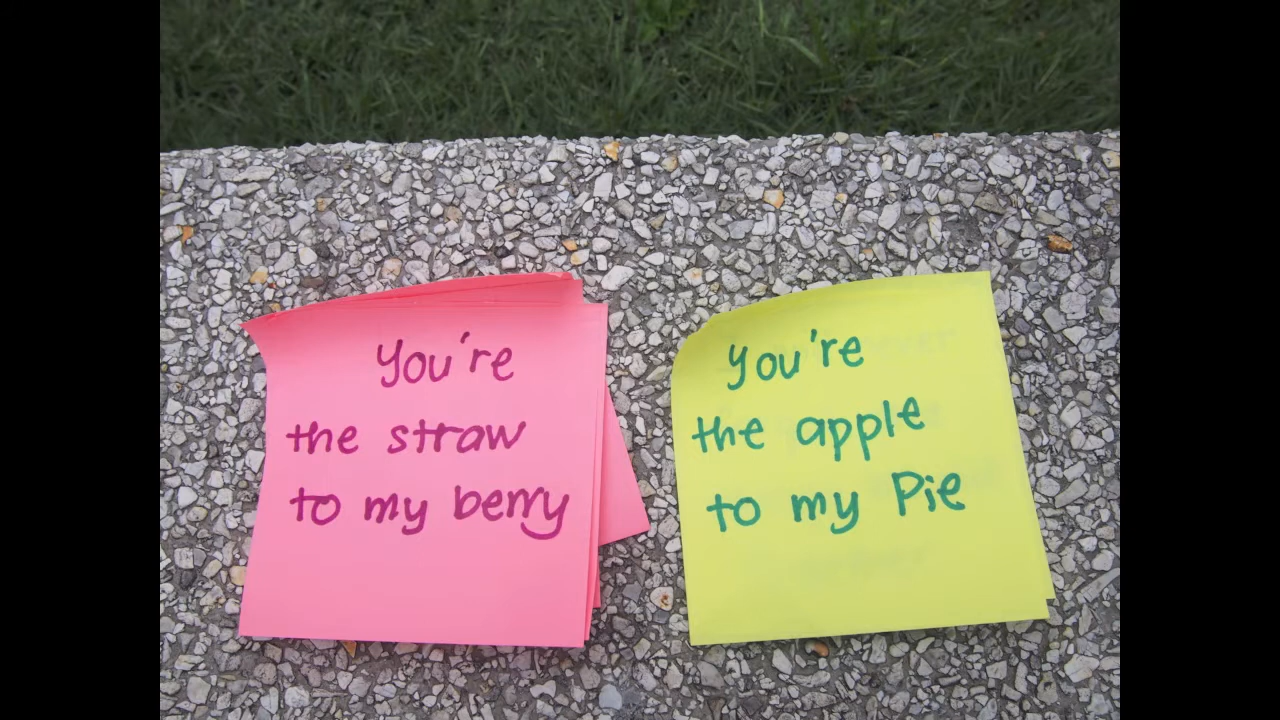 You're
the straw
to my berry
You're
the apple
to my Pie